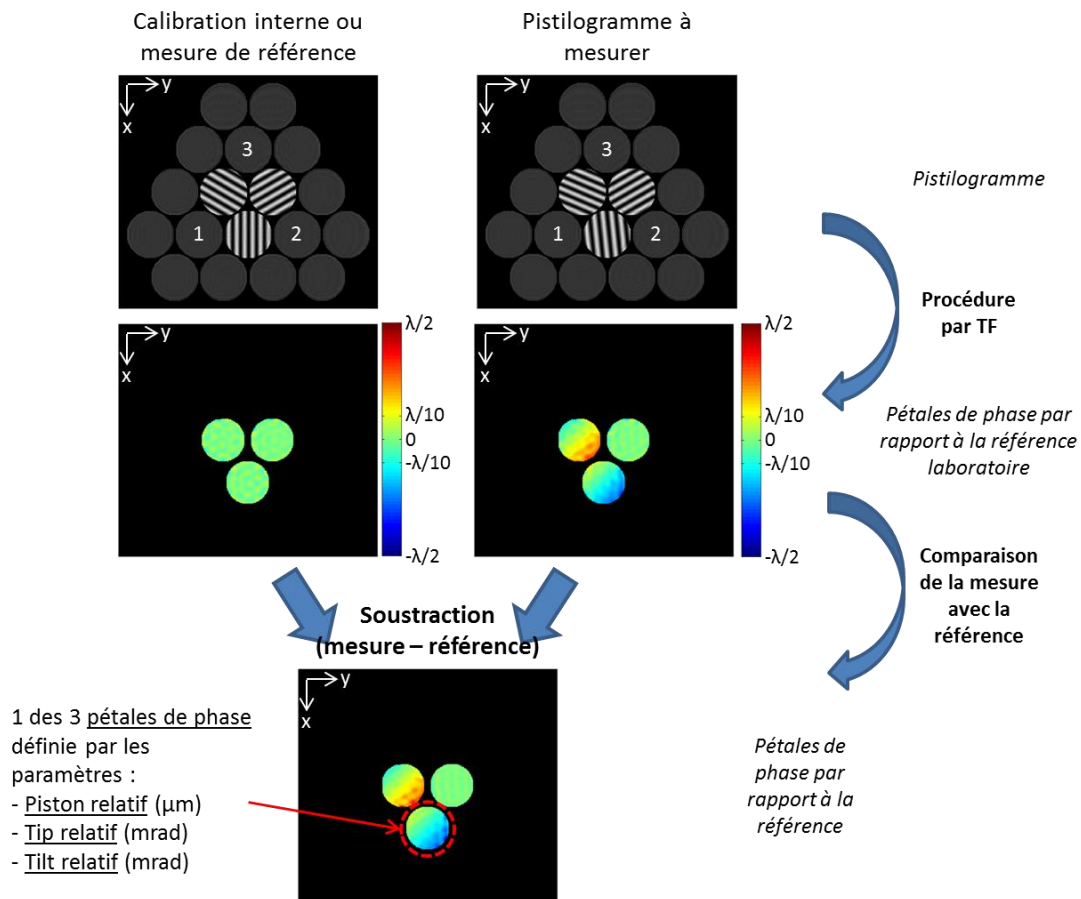 Calibration interne ou
mesure de référence
Pistilogramme à
mesurer
y
x
3
1
2
y
x
3
1
2
Pistilogramme
Procédure
par TF
y
x
λ/2
λ/10
0
-λ/10
-λ/2
y
x
λ/2
λ/10
0
-λ/10
-λ/2
Pétales de phase par
rapport à la référence
laboratoire
Comparaison
de la mesure
avec la
référence
Soustraction
(mesure – référence)
y
x
1 des 3 pétales de phase
définie par les
paramètres :
- Piston relatif (μm)
- Tip relatif (mrad)
- Tilt relatif (mrad)
Pétales de
phase par
rapport à la
référence